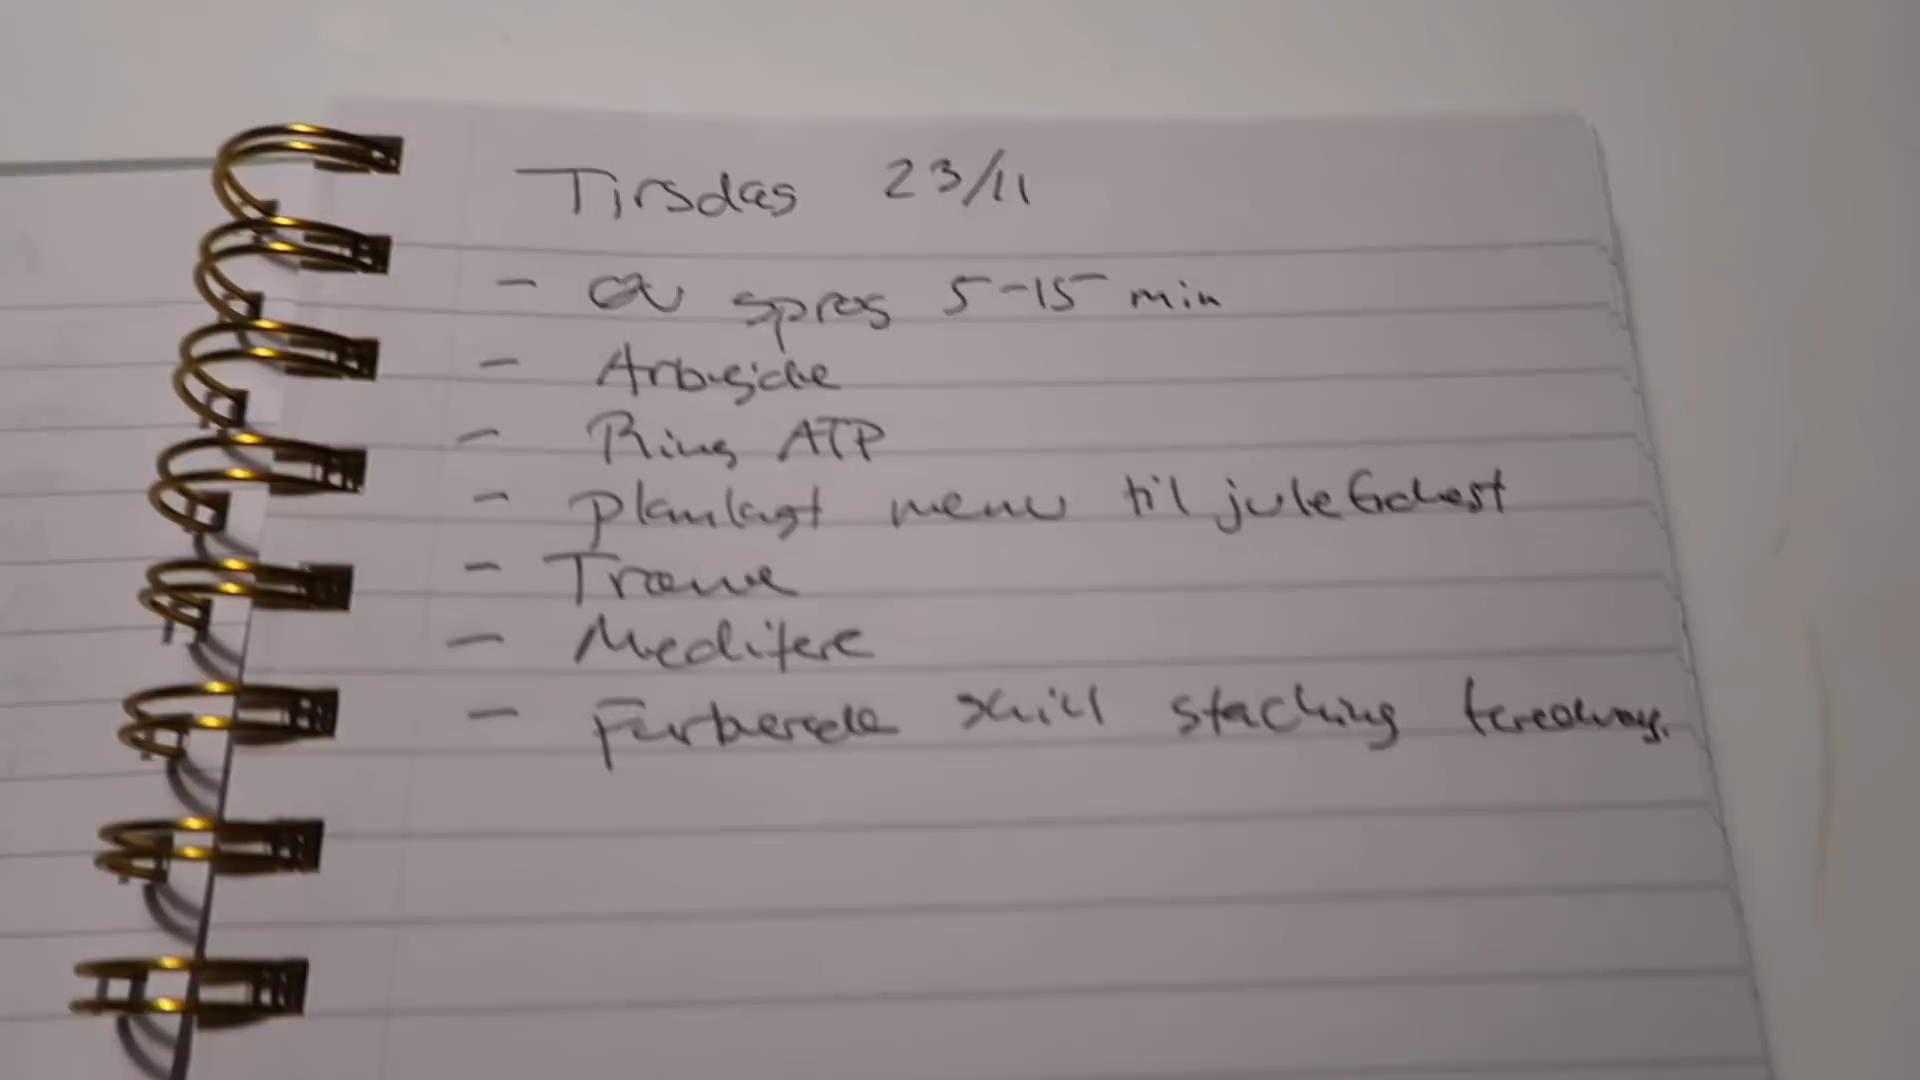 Tirsdag 23/11
- Øv sprog 5-15 min
- Arbejde
- Ring ATP
- planlagt menu til julefrokost
- Træne
- Meditere
- Forberede skill stacking foredrag.